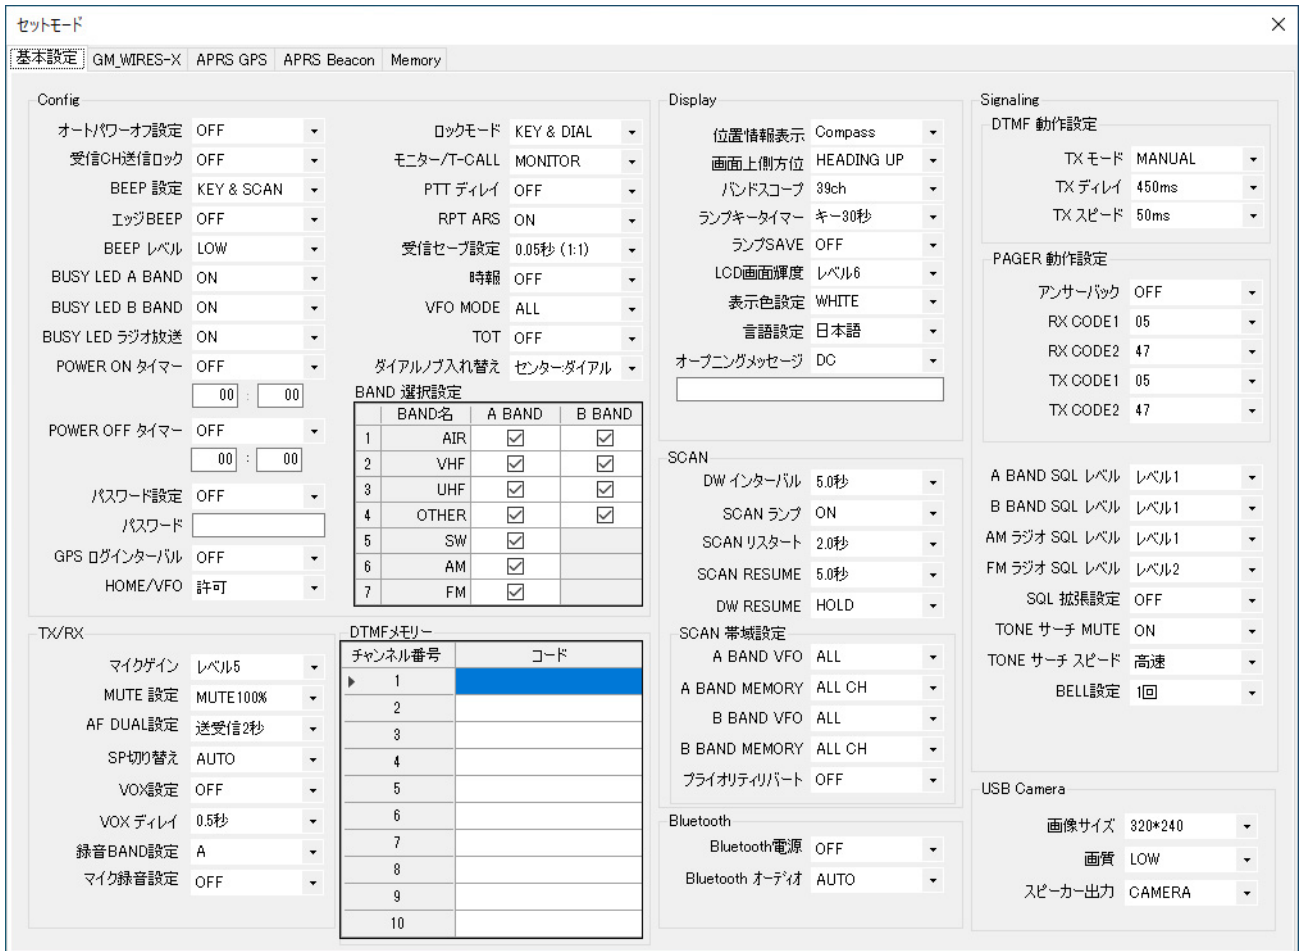 セットモード
基本設定 GM_WIRES-X APRS GPS APRS Beacon Memory
Config
オートパワーオフ設定 OFF
受信CH送信ロック OFF
BEEP 設定 KEY & SCAN
エッジBEEP OFF
BEEP レベル LOW
BUSY LED A BAND ON
BUSY LED B BAND ON
BUSY LED ラジオ放送 ON
POWER ON タイマー OFF
00 : 00
POWER OFF タイマー OFF
00 : 00
パスワード設定 OFF
パスワード
GPS ログインターバル OFF
HOME/VFO 許可
ロックモード KEY & DIAL
モニター/T-CALL MONITOR
PTT ディレイ OFF
RPT ARS ON
受信セーブ設定 0.05秒 (1:1)
時報 OFF
VFO MODE ALL
TOT OFF
ダイアルノブ入れ替え センター:ダイアル
BAND 選択設定
BAND名 A BAND B BAND
1 AIR
2 VHF
3 UHF
4 OTHER
5 SW
6 AM
7 FM
TX/RX
マイクゲイン レベル5
MUTE 設定 MUTE100%
AF DUAL設定 送受信2秒
SP切り替え AUTO
VOX設定 OFF
VOX ディレイ 0.5秒
録音BAND設定 A
マイク録音設定 OFF
DTMFメモリー
チャンネル番号 コード
1
2
3
4
5
6
7
8
9
10
Display
位置情報表示 Compass
画面上側方位 HEADING UP
バンドスコープ 39ch
ランプキータイマー キー30秒
ランプSAVE OFF
LCD画面輝度 レベル6
表示色設定 WHITE
言語設定 日本語
オープニングメッセージ DC
SCAN
DW インターバル 5.0秒
SCAN ランプ ON
SCAN リスタート 2.0秒
SCAN RESUME 5.0秒
DW RESUME HOLD
SCAN 帯域設定
A BAND VFO ALL
A BAND MEMORY ALL CH
B BAND VFO ALL
B BAND MEMORY ALL CH
プライオリティリバート OFF
Bluetooth
Bluetooth電源 OFF
Bluetooth オーディオ AUTO
Signaling
DTMF 動作設定
TX モード MANUAL
TX ディレイ 450ms
TX スピード 50ms
PAGER 動作設定
アンサーバック OFF
RX CODE1 05
RX CODE2 47
TX CODE1 05
TX CODE2 47
A BAND SQL レベル レベル1
B BAND SQL レベル レベル1
AM ラジオ SQL レベル レベル1
FM ラジオ SQL レベル レベル2
SQL 拡張設定 OFF
TONE サーチ MUTE ON
TONE サーチ スピード 高速
BELL設定 1回
USB Camera
画像サイズ 320*240
画質 LOW
スピーカー出力 CAMERA